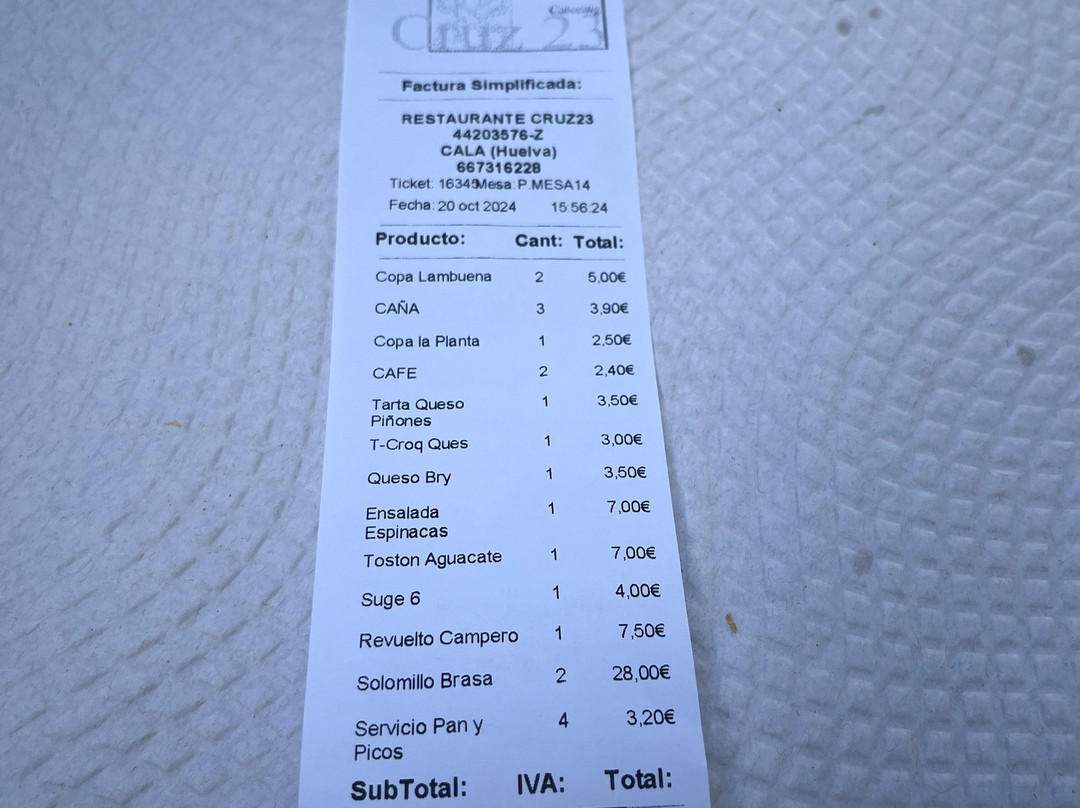 Cruz 23
Factura Simplificada:
RESTAURANTE CRUZ23
44203576-Z
CALA (Huelva)
667316228
Ticket: 16345 Mesa: P.MESA14
Fecha: 20 oct 2024 15:56:24
Producto: Cant: Total:
Copa Lambuena 2 5,00€
CAÑA 3 3,90€
Copa la Planta 1 2,50€
CAFE 2 2,40€
Tarta Queso 1 3,50€
Piñones
T-Croq Ques 1 3,00€
Queso Bry 1 3,50€
Ensalada 1 7,00€
Espinacas
Toston Aguacate 1 7,00€
Suge 6 1 4,00€
Revuelto Campero 1 7,50€
Solomillo Brasa 2 28,00€
Servicio Pan y 4 3,20€
Picos
SubTotal: IVA: Total: